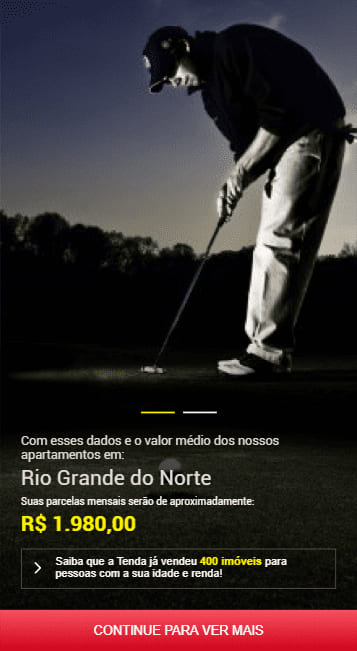 Com esses dados e o valor médio dos nossos
apartamentos em:
Rio Grande do Norte
Suas parcelas mensais serão de aproximadamente:
R$ 1.980,00
Saiba que a Tenda já vendeu 400 imóveis para
pessoas com a sua idade e renda!
CONTINUE PARA VER MAIS